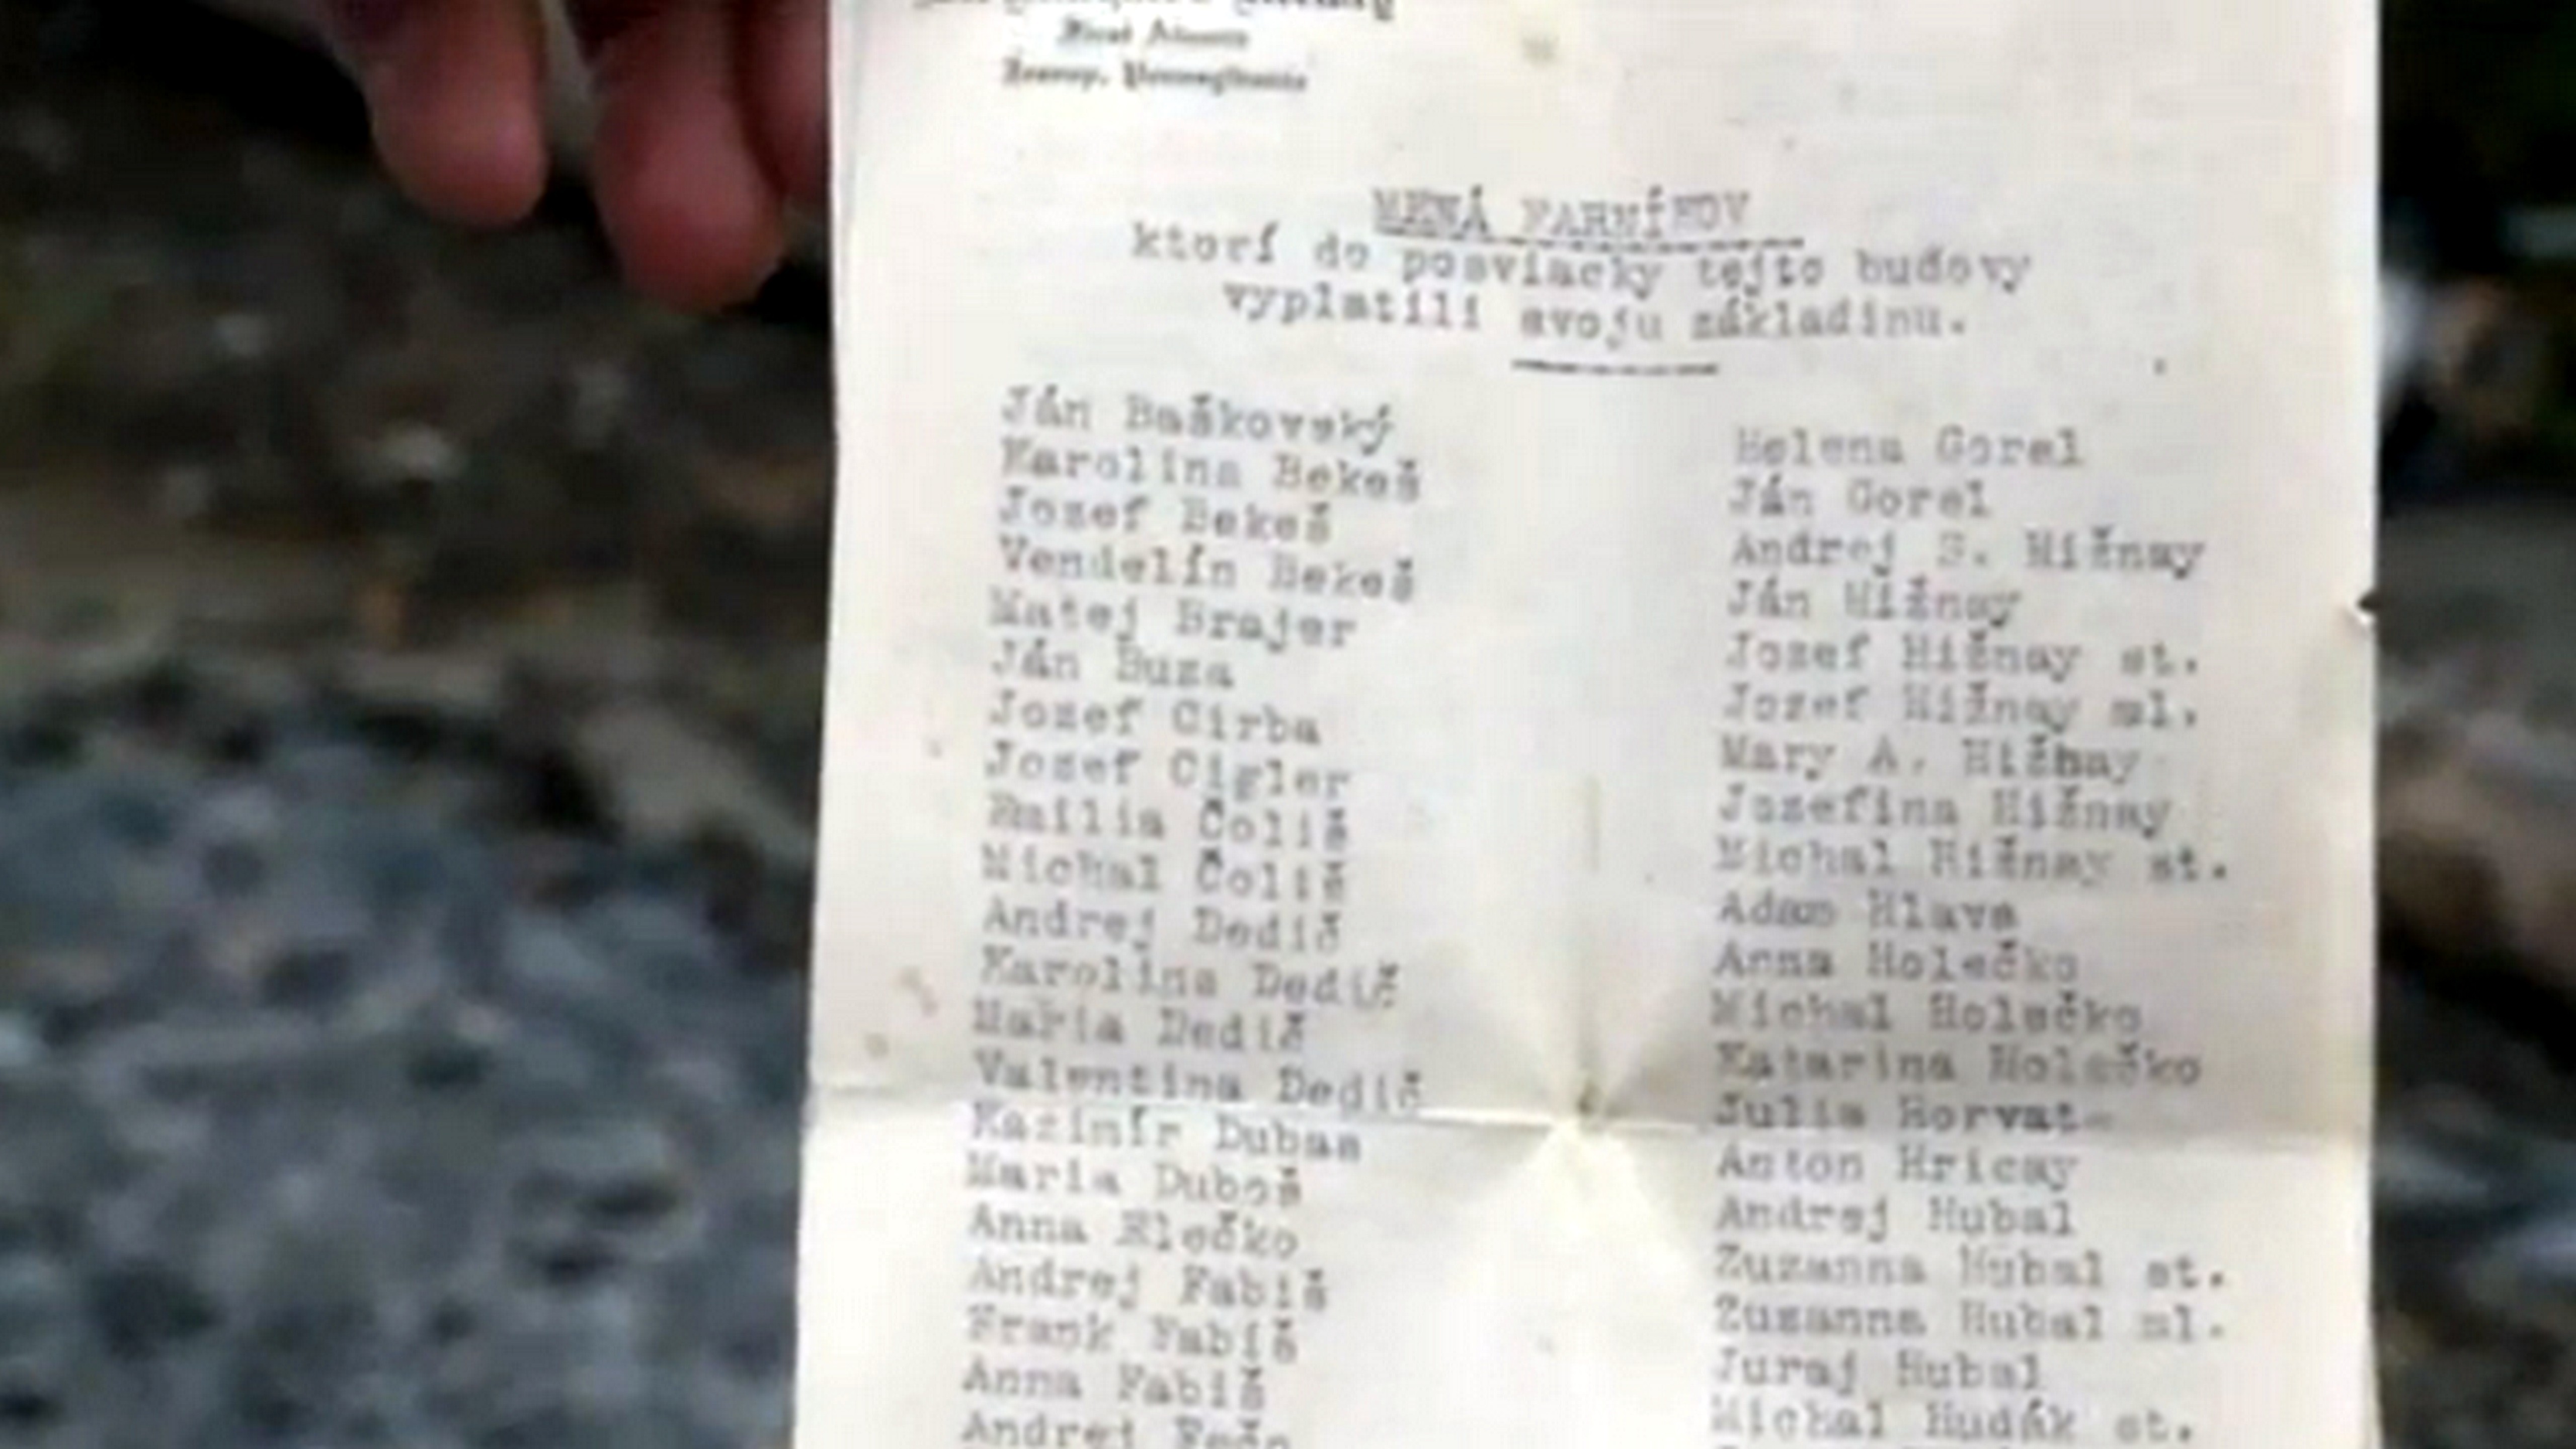 MENÁ FARNÍKOV
ktorí do posviacky tejto budovy
vyplatili svoju základinu.
Ján Baškovský
Karolina Bekeš
Jozef Bekeš
Vendelín Bekeš
Matej Brajer
Ján Buza
Jozef Cirba
Jozef Cigler
Emilia Čoliš
Michal Čoliš
Andrej Dedič
Karolina Dedič
Maria Dedič
Valentina Dedič
Kazimír Duban
Maria Duboš
Anna Elečko
Andrej Fabiš
Frank Fabiš
Anna Fabiš
Andrej
Helena Gorel
Ján Gorel
Andrej S. Hižnay
Ján Hižnay
Jozef Hižnay st.
Jozef Hižnay ml.
Mary A. Hižnay
Jozefina Hižnay
Michal Hižnay st.
Adam Hlava
Anna Holečko
Michal Holečko
Katarina Holečko
Julia Horvat
Anton Hricay
Andrej Hubal
Zuzanna Hubal st.
Zuzanna Hubal ml.
Juraj Hubal
Michal Hudák st.